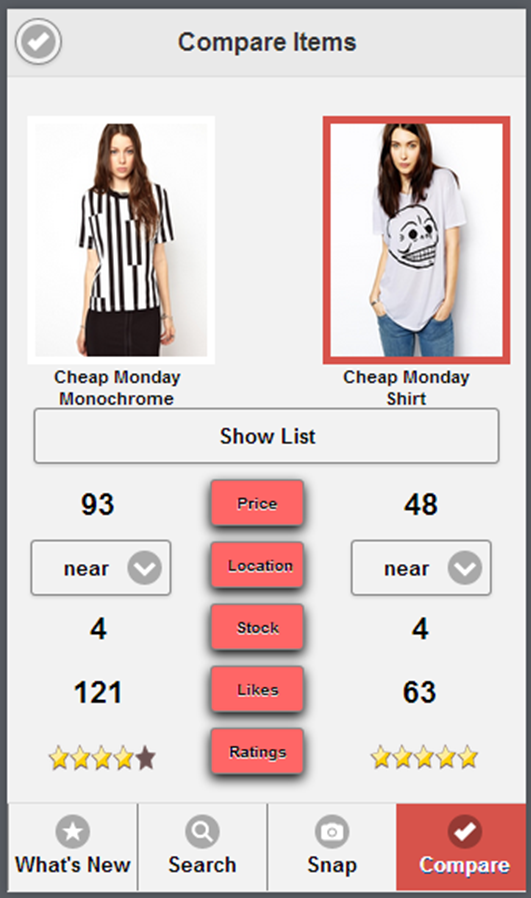 Compare Items
Cheap Monday
Monochrome
Cheap Monday
Shirt
Show List
93 Price 48
near Location near
4 Stock 4
121 Likes 63
Ratings
What's New Search Snap Compare